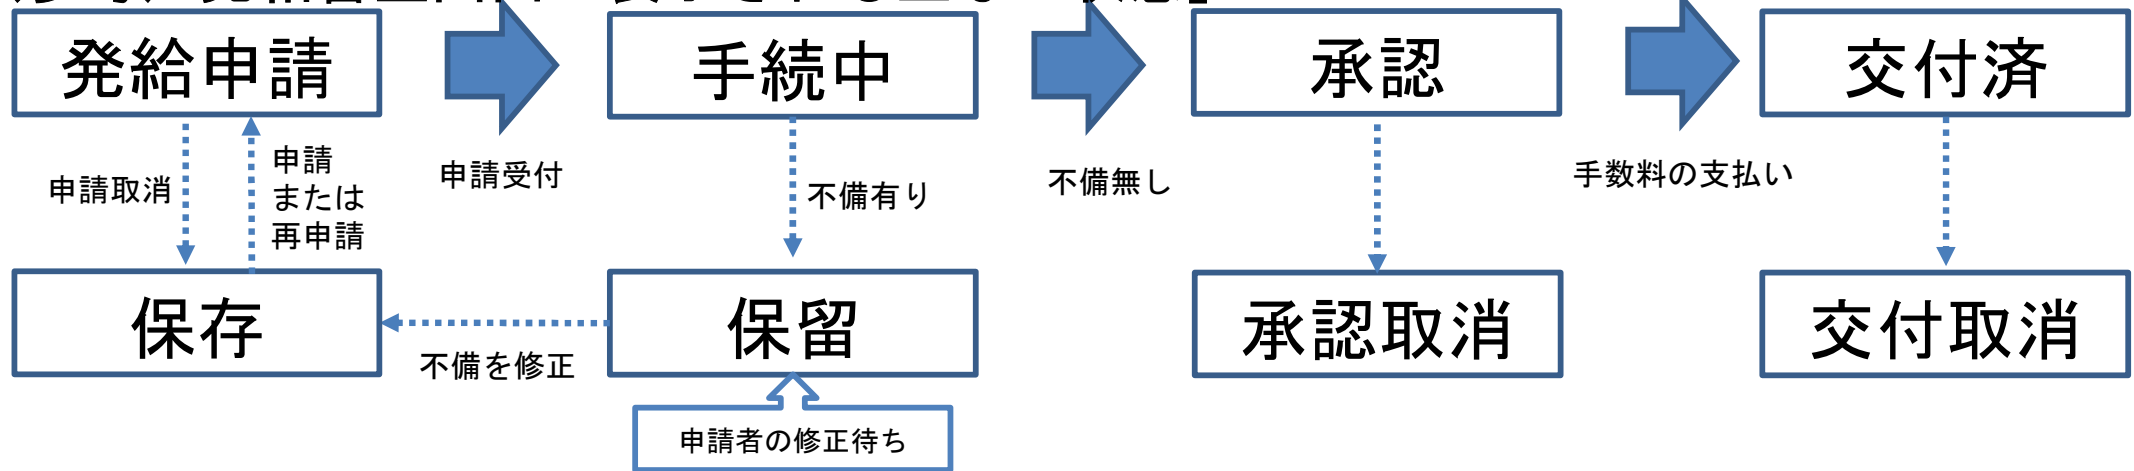 発給申請
手続中
承認
交付済
申請取消
申請
または
再申請
申請受付
不備有り
不備無し
手数料の支払い
保存
不備を修正
保留
承認取消
交付取消
申請者の修正待ち